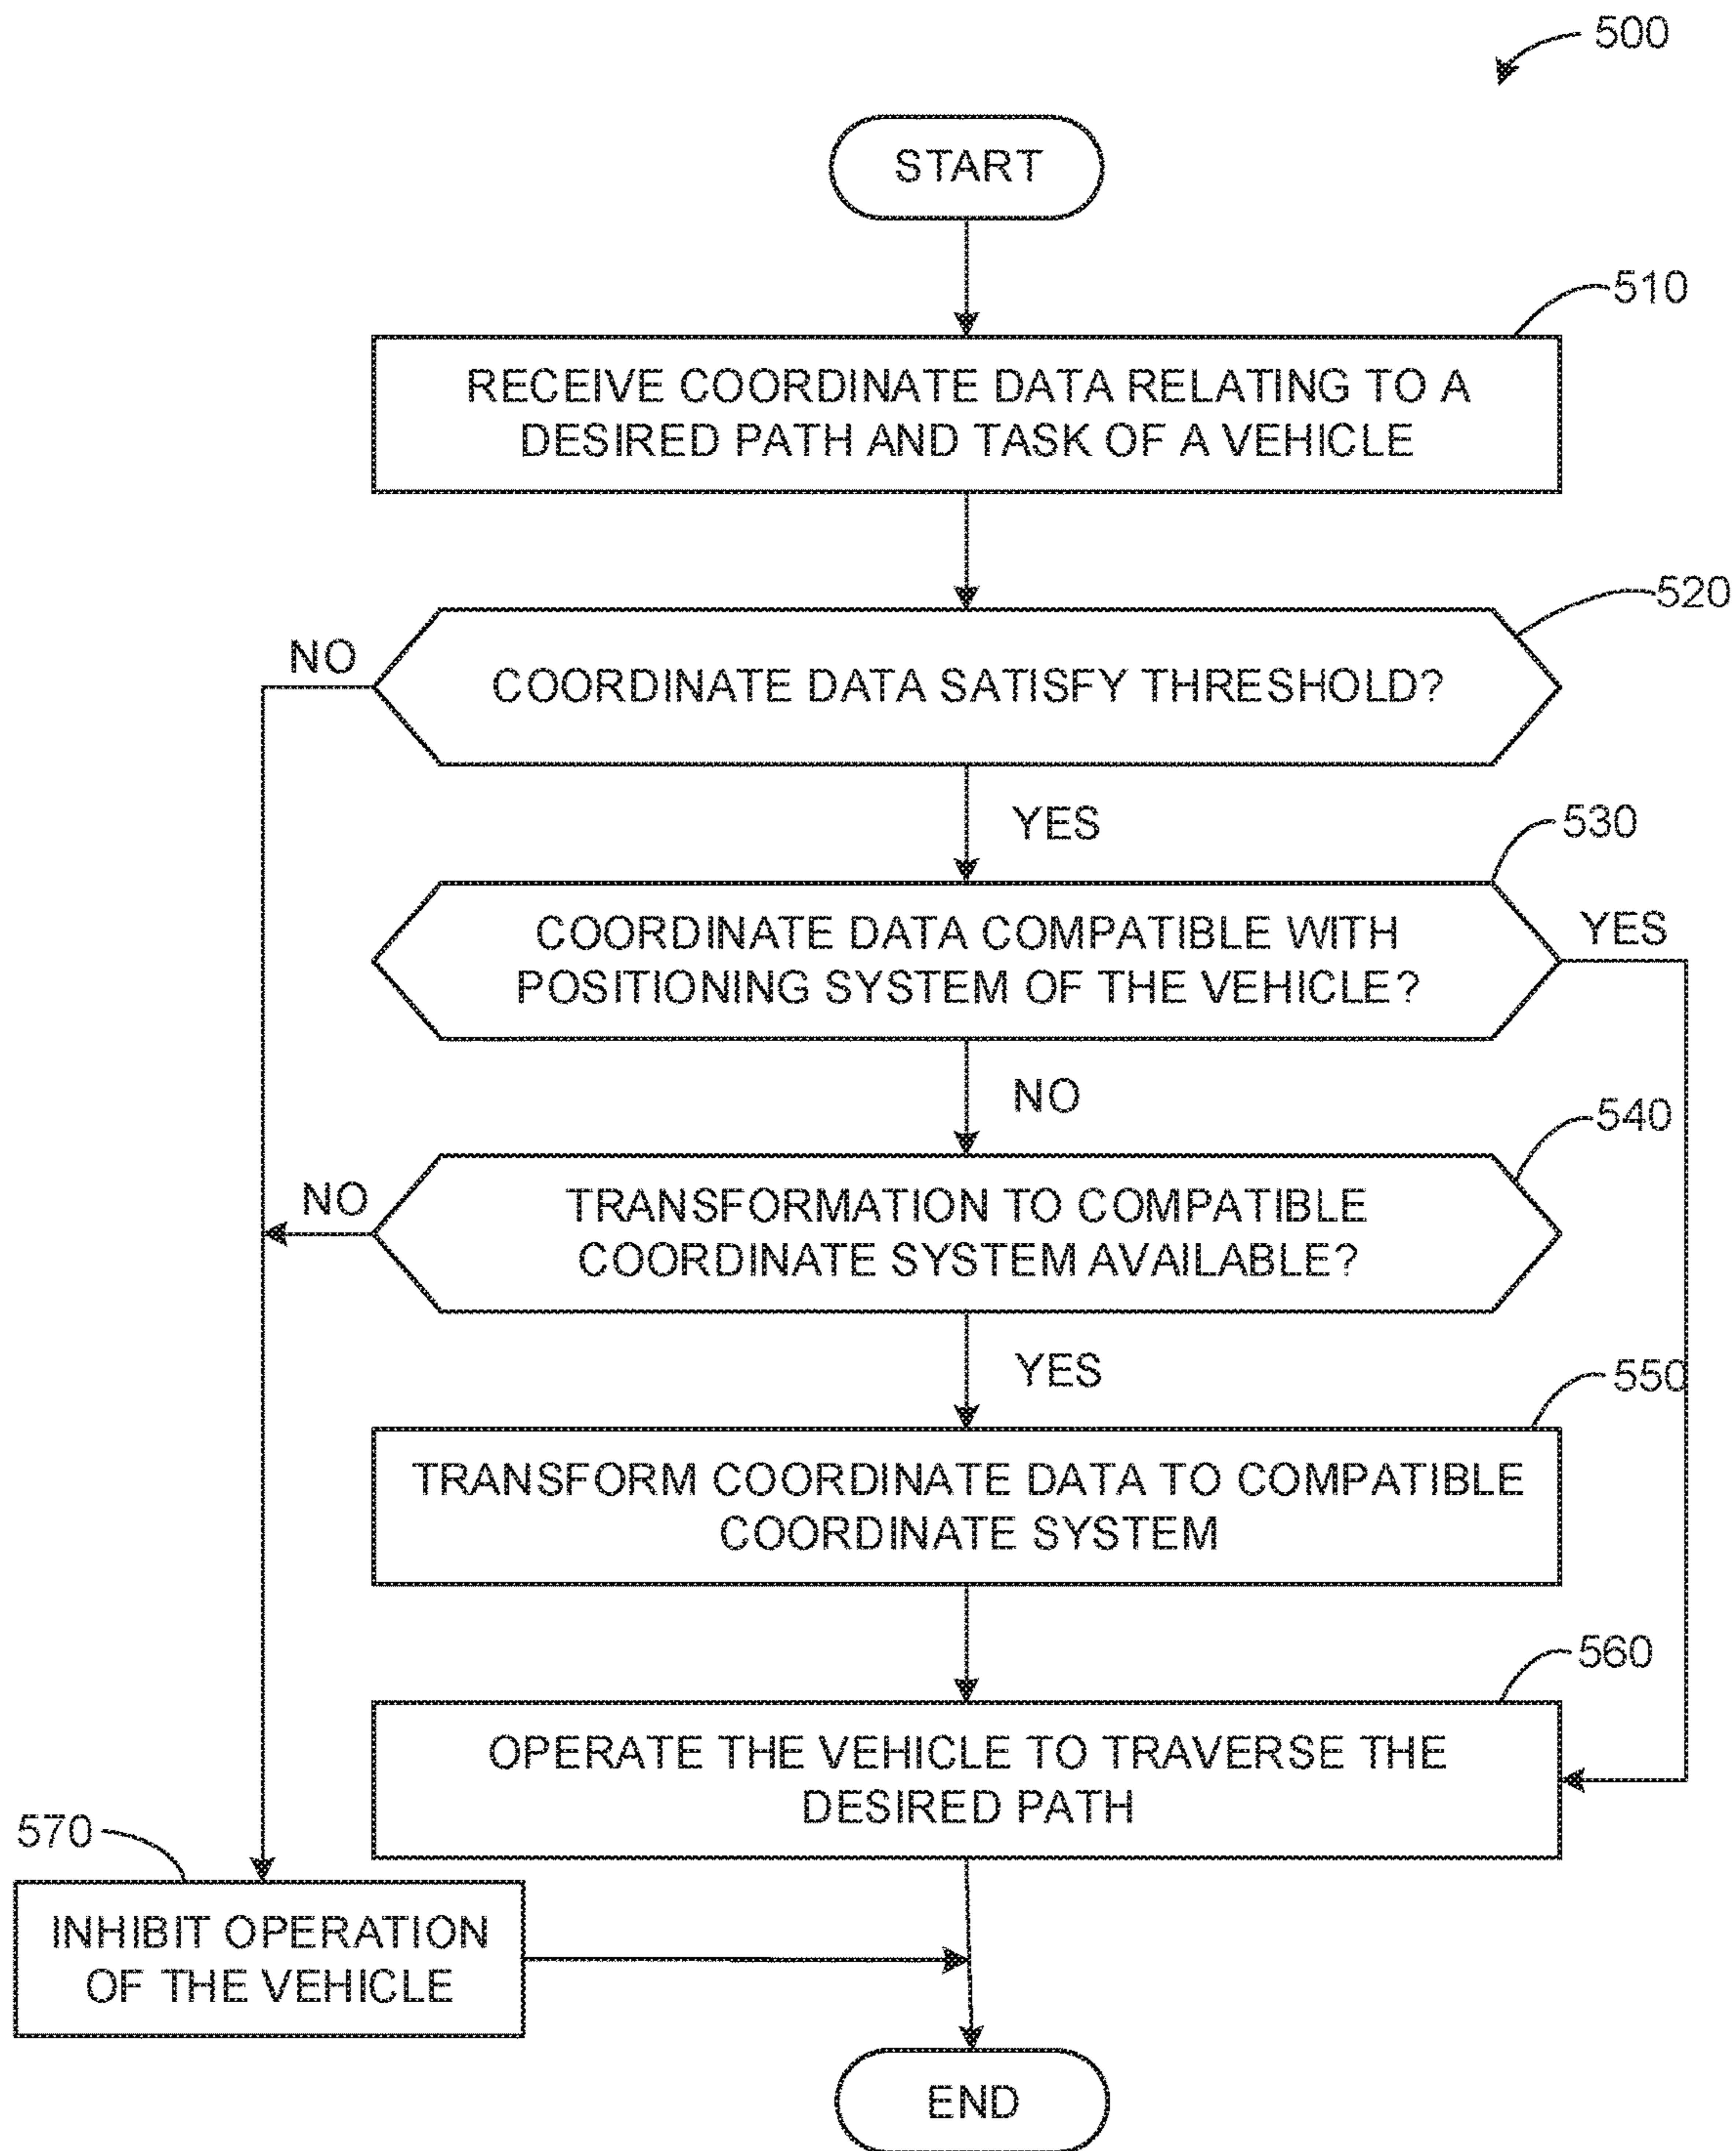 500
START
510
RECEIVE COORDINATE DATA RELATING TO A
DESIRED PATH AND TASK OF A VEHICLE
520
NO
COORDINATE DATA SATISFY THRESHOLD?
YES
530
COORDINATE DATA COMPATIBLE WITH
POSITIONING SYSTEM OF THE VEHICLE?
YES
NO
540
NO
TRANSFORMATION TO COMPATIBLE
COORDINATE SYSTEM AVAILABLE?
YES
550
TRANSFORM COORDINATE DATA TO COMPATIBLE
COORDINATE SYSTEM
560
OPERATE THE VEHICLE TO TRAVERSE THE
DESIRED PATH
570
INHIBIT OPERATION
OF THE VEHICLE
END